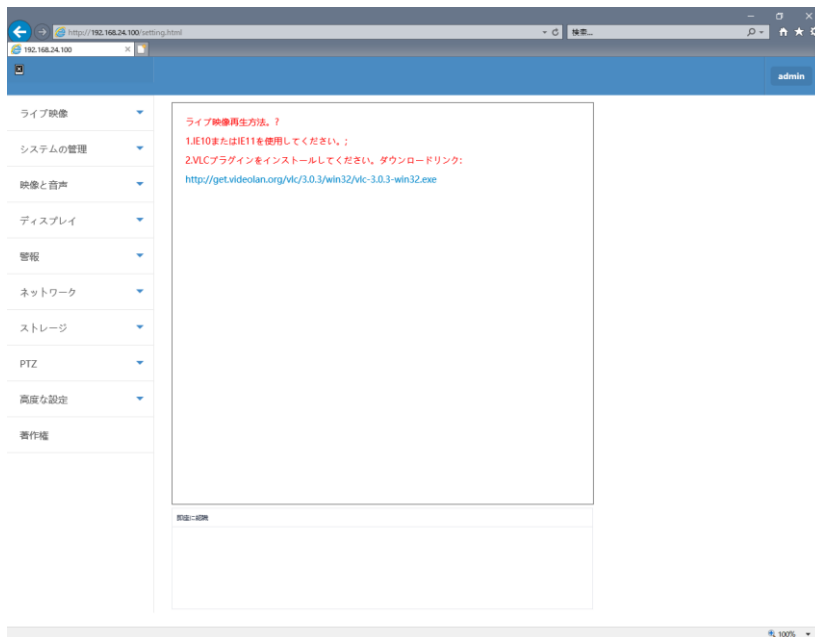 http://192.168.24.100/setting.html
検索...
192.168.24.100
admin
ライブ映像
システムの管理
映像と音声
ディスプレイ
警報
ネットワーク
ストレージ
PTZ
高度な設定
著作権
ライブ映像再生方法。?
1.IE10またはIE11を使用してください。;
2.VLCプラグインをインストールしてください。ダウンロードリンク:
http://get.videolan.org/vlc/3.0.3/win32/vlc-3.0.3-win32.exe
100%